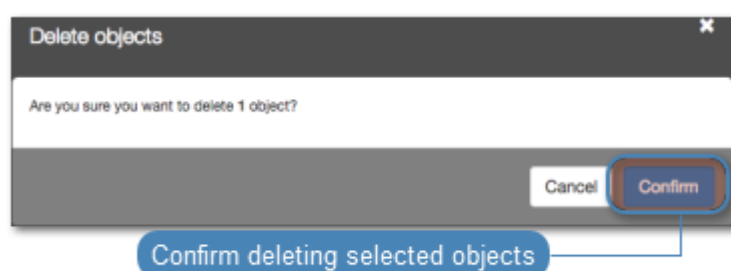 Delete objects
Are you sure you want to delete 1 object?
Cancel Confirm
Confirm deleting selected objects